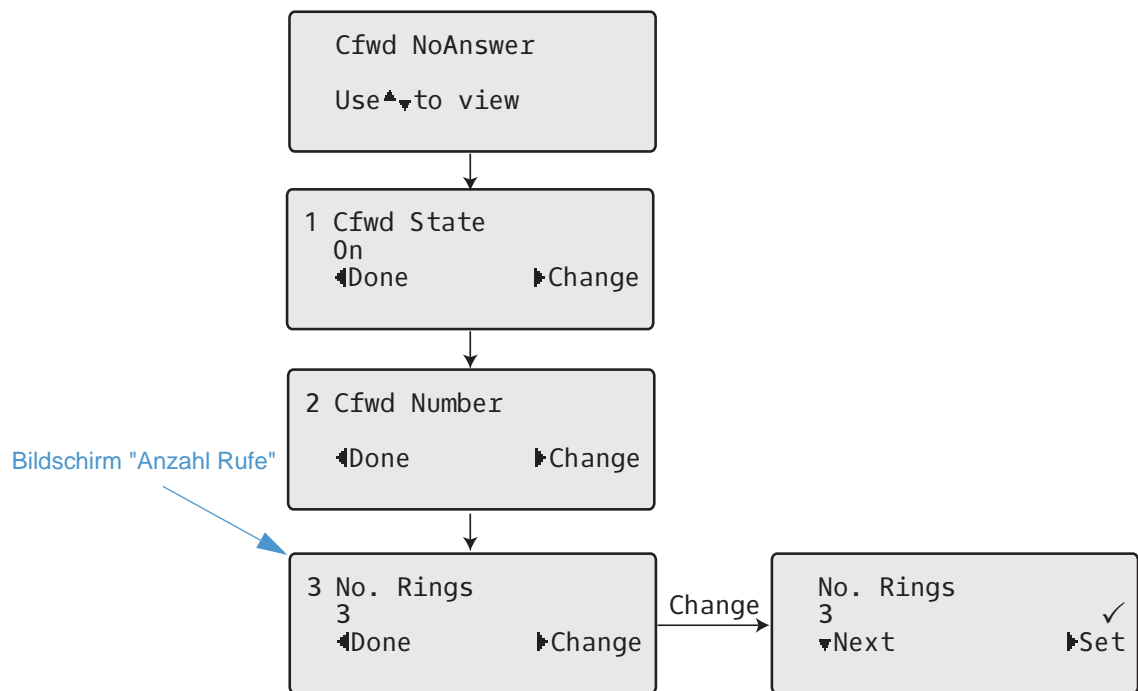 Cfwd NoAnswer
Use▲▼to view
1 Cfwd State
On
◀Done ▶Change
2 Cfwd Number
◀Done ▶Change
Bildschirm "Anzahl Rufe"
3 No. Rings
3
◀Done ▶Change
Change
No. Rings
3 ✓
▼Next ▶Set